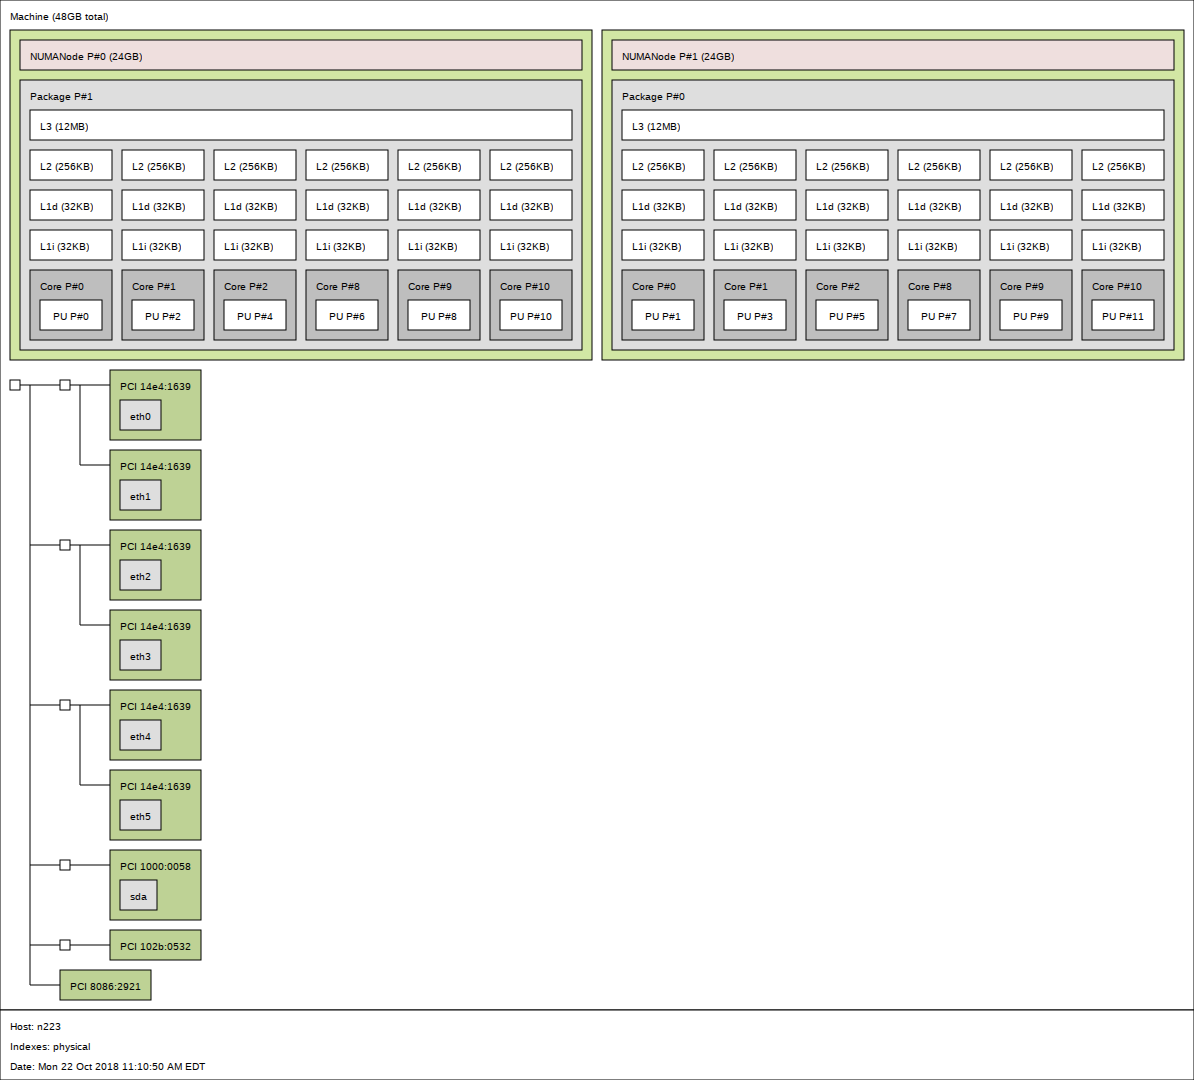 Machine (48GB total)
NUMANode P#0 (24GB)
Package P#1
L3 (12MB)
L2 (256KB) L2 (256KB) L2 (256KB) L2 (256KB) L2 (256KB) L2 (256KB)
L1d (32KB) L1d (32KB) L1d (32KB) L1d (32KB) L1d (32KB) L1d (32KB)
L1i (32KB) L1i (32KB) L1i (32KB) L1i (32KB) L1i (32KB) L1i (32KB)
Core P#0 Core P#1 Core P#2 Core P#8 Core P#9 Core P#10
PU P#0 PU P#2 PU P#4 PU P#6 PU P#8 PU P#10
NUMANode P#1 (24GB)
Package P#0
L3 (12MB)
L2 (256KB) L2 (256KB) L2 (256KB) L2 (256KB) L2 (256KB) L2 (256KB)
L1d (32KB) L1d (32KB) L1d (32KB) L1d (32KB) L1d (32KB) L1d (32KB)
L1i (32KB) L1i (32KB) L1i (32KB) L1i (32KB) L1i (32KB) L1i (32KB)
Core P#0 Core P#1 Core P#2 Core P#8 Core P#9 Core P#10
PU P#1 PU P#3 PU P#5 PU P#7 PU P#9 PU P#11
PCI 14e4:1639
eth0
PCI 14e4:1639
eth1
PCI 14e4:1639
eth2
PCI 14e4:1639
eth3
PCI 14e4:1639
eth4
PCI 14e4:1639
eth5
PCI 1000:0058
sda
PCI 102b:0532
PCI 8086:2921
Host: n223
Indexes: physical
Date: Mon 22 Oct 2018 11:10:50 AM EDT